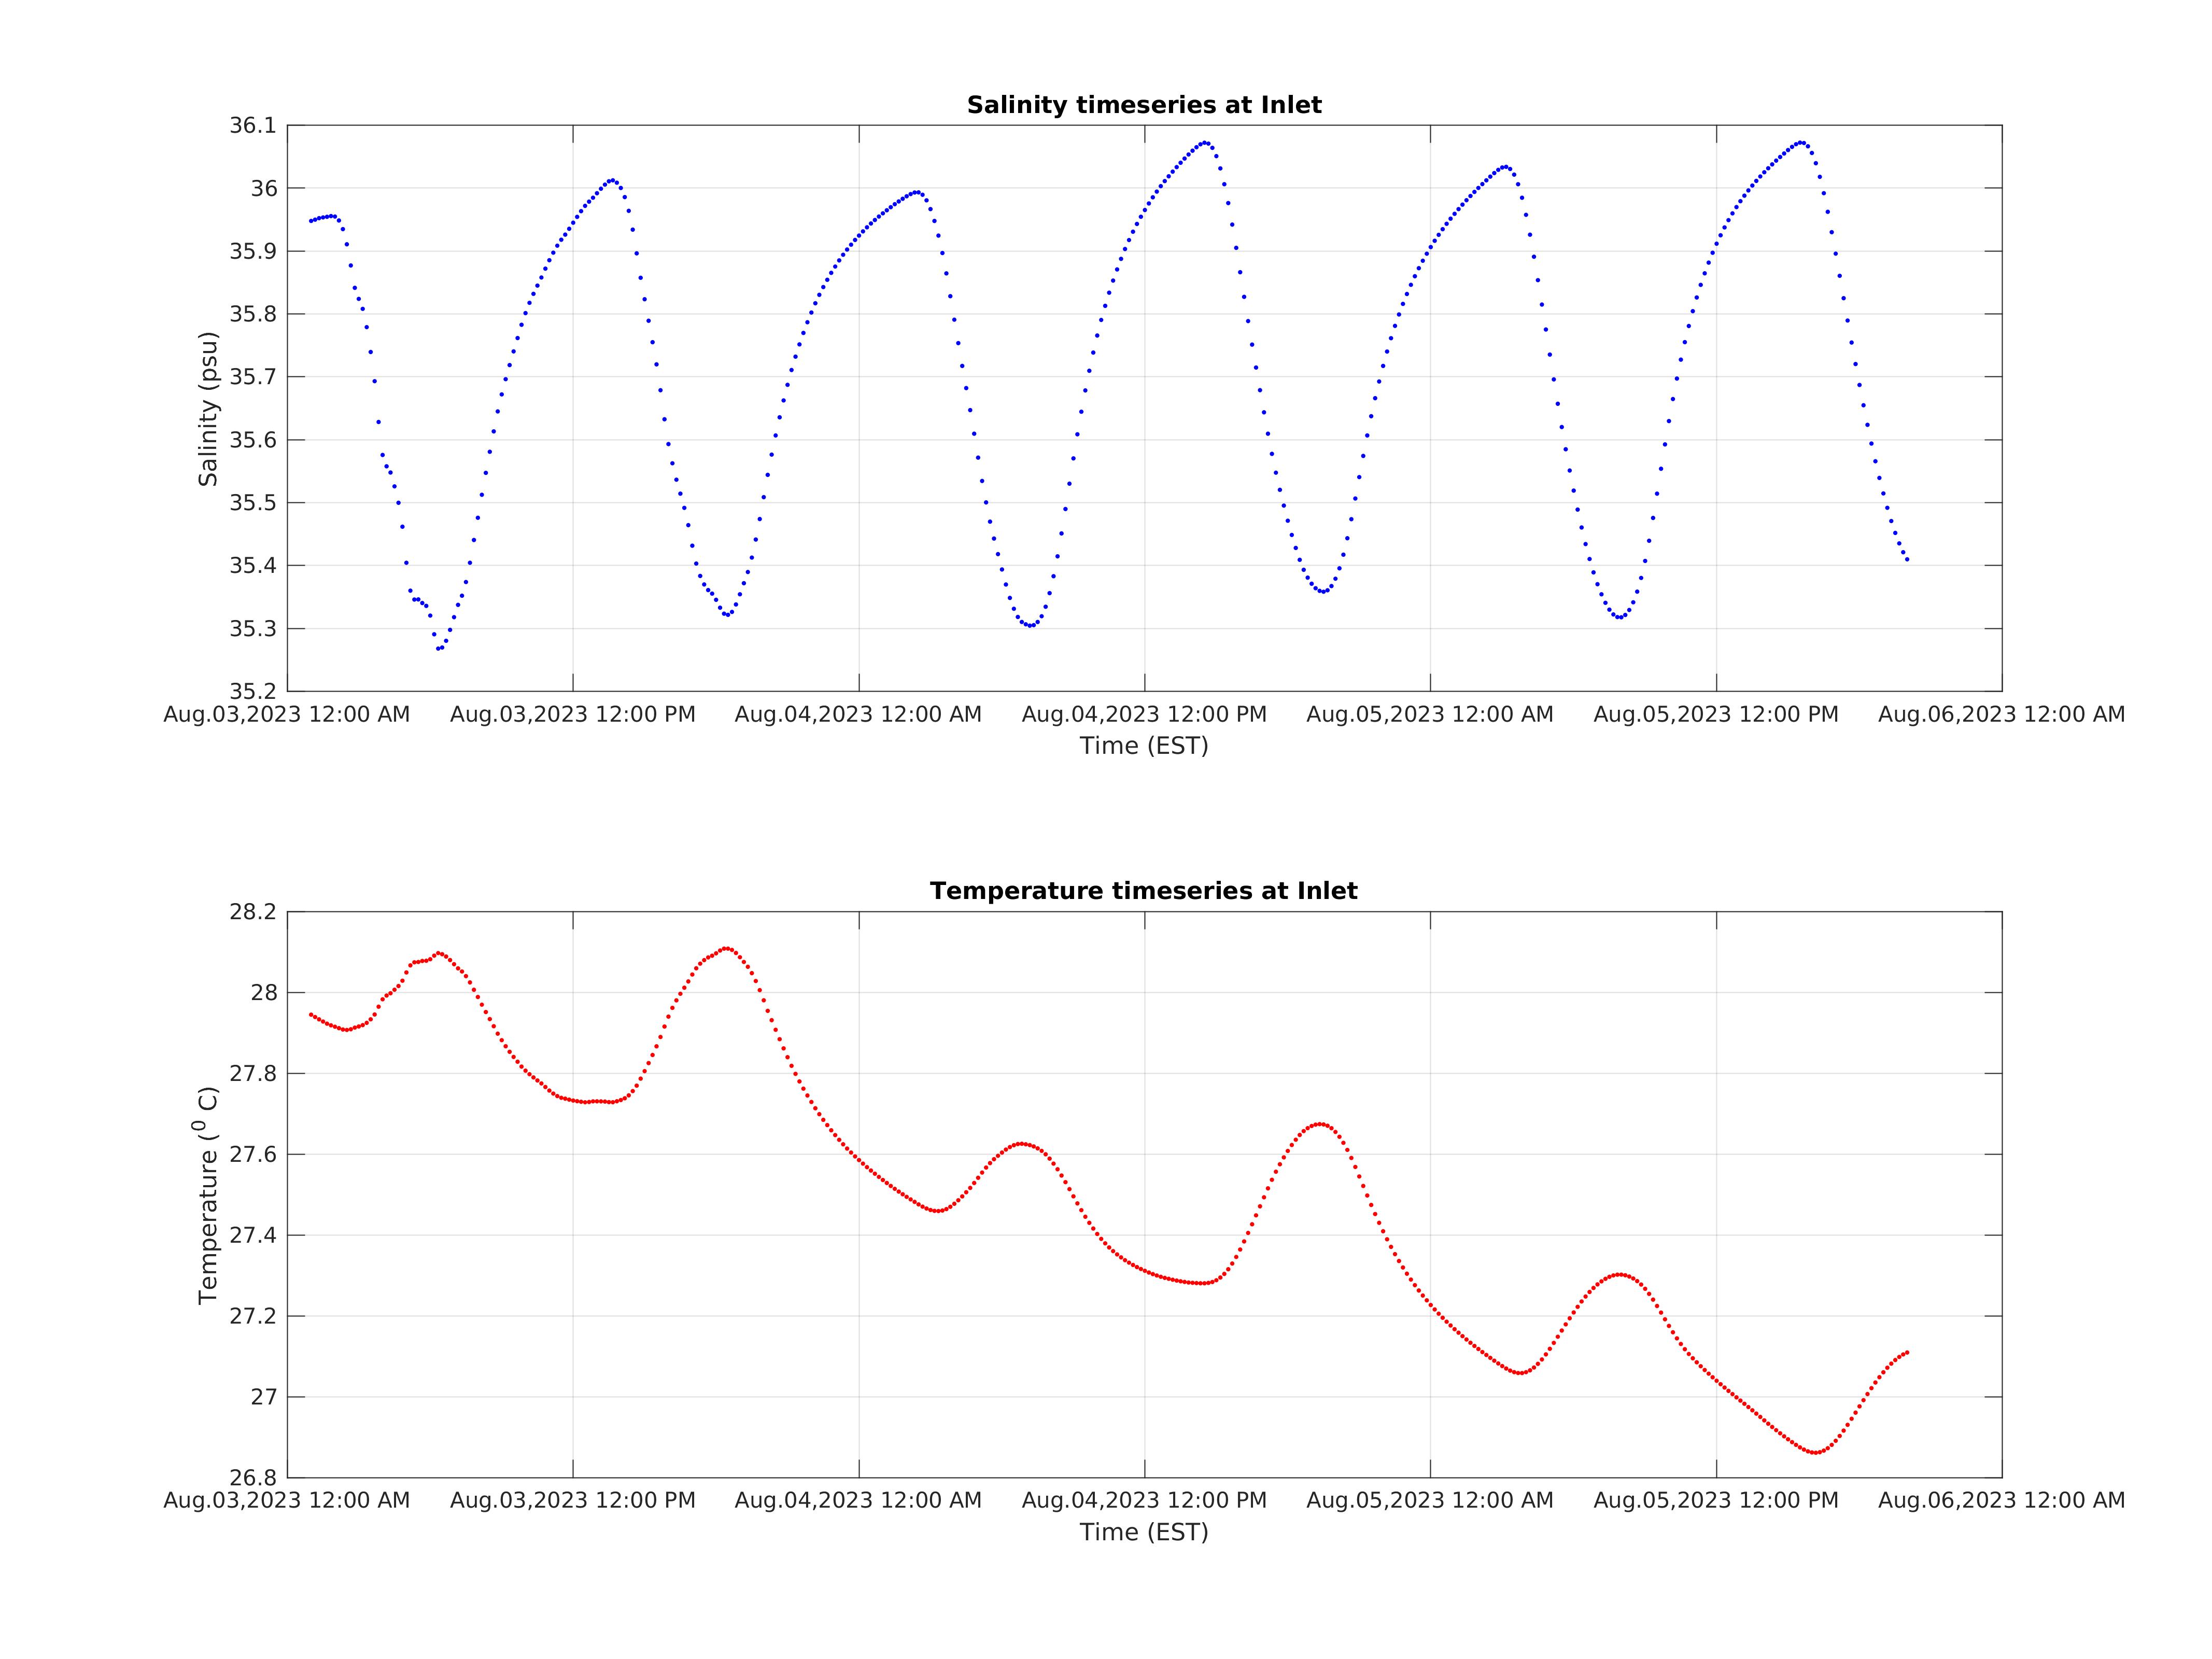 Salinity timeseries at Inlet
36.1
36
35.9
35.8
35.7
35.6
35.5
35.4
35.3
35.2
Salinity (psu)
Aug.03,2023 12:00 AM Aug.03,2023 12:00 PM Aug.04,2023 12:00 AM Aug.04,2023 12:00 PM Aug.05,2023 12:00 AM Aug.05,2023 12:00 PM Aug.06,2023 12:00 AM
Time (EST)
Temperature timeseries at Inlet
28.2
28
27.8
27.6
27.4
27.2
27
26.8
Temperature (⁰ C)
Aug.03,2023 12:00 AM Aug.03,2023 12:00 PM Aug.04,2023 12:00 AM Aug.04,2023 12:00 PM Aug.05,2023 12:00 AM Aug.05,2023 12:00 PM Aug.06,2023 12:00 AM
Time (EST)